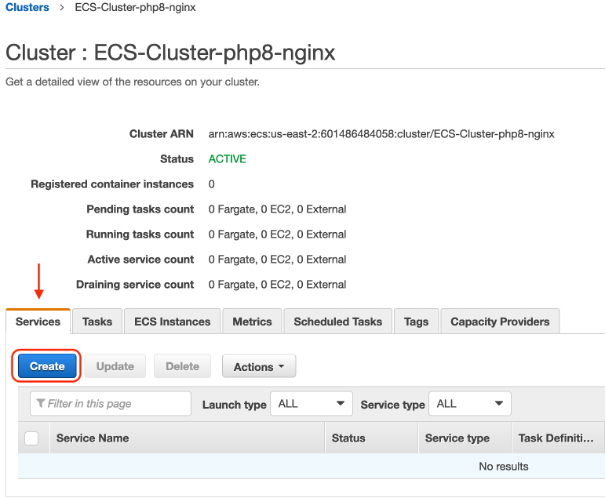 Clusters > ECS-Cluster-php8-nginx
Cluster : ECS-Cluster-php8-nginx
Get a detailed view of the resources on your cluster.
Cluster ARN arn:aws:ecs:us-east-2:601486484058:cluster/ECS-Cluster-php8-nginx
Status ACTIVE
Registered container instances 0
Pending tasks count 0 Fargate, 0 EC2, 0 External
Running tasks count 0 Fargate, 0 EC2, 0 External
Active service count 0 Fargate, 0 EC2, 0 External
Draining service count 0 Fargate, 0 EC2, 0 External
Services Tasks ECS Instances Metrics Scheduled Tasks Tags Capacity Providers
Create Update Delete Actions
Filter in this page Launch type ALL Service type ALL
Service Name Status Service type Task Definiti...
No results